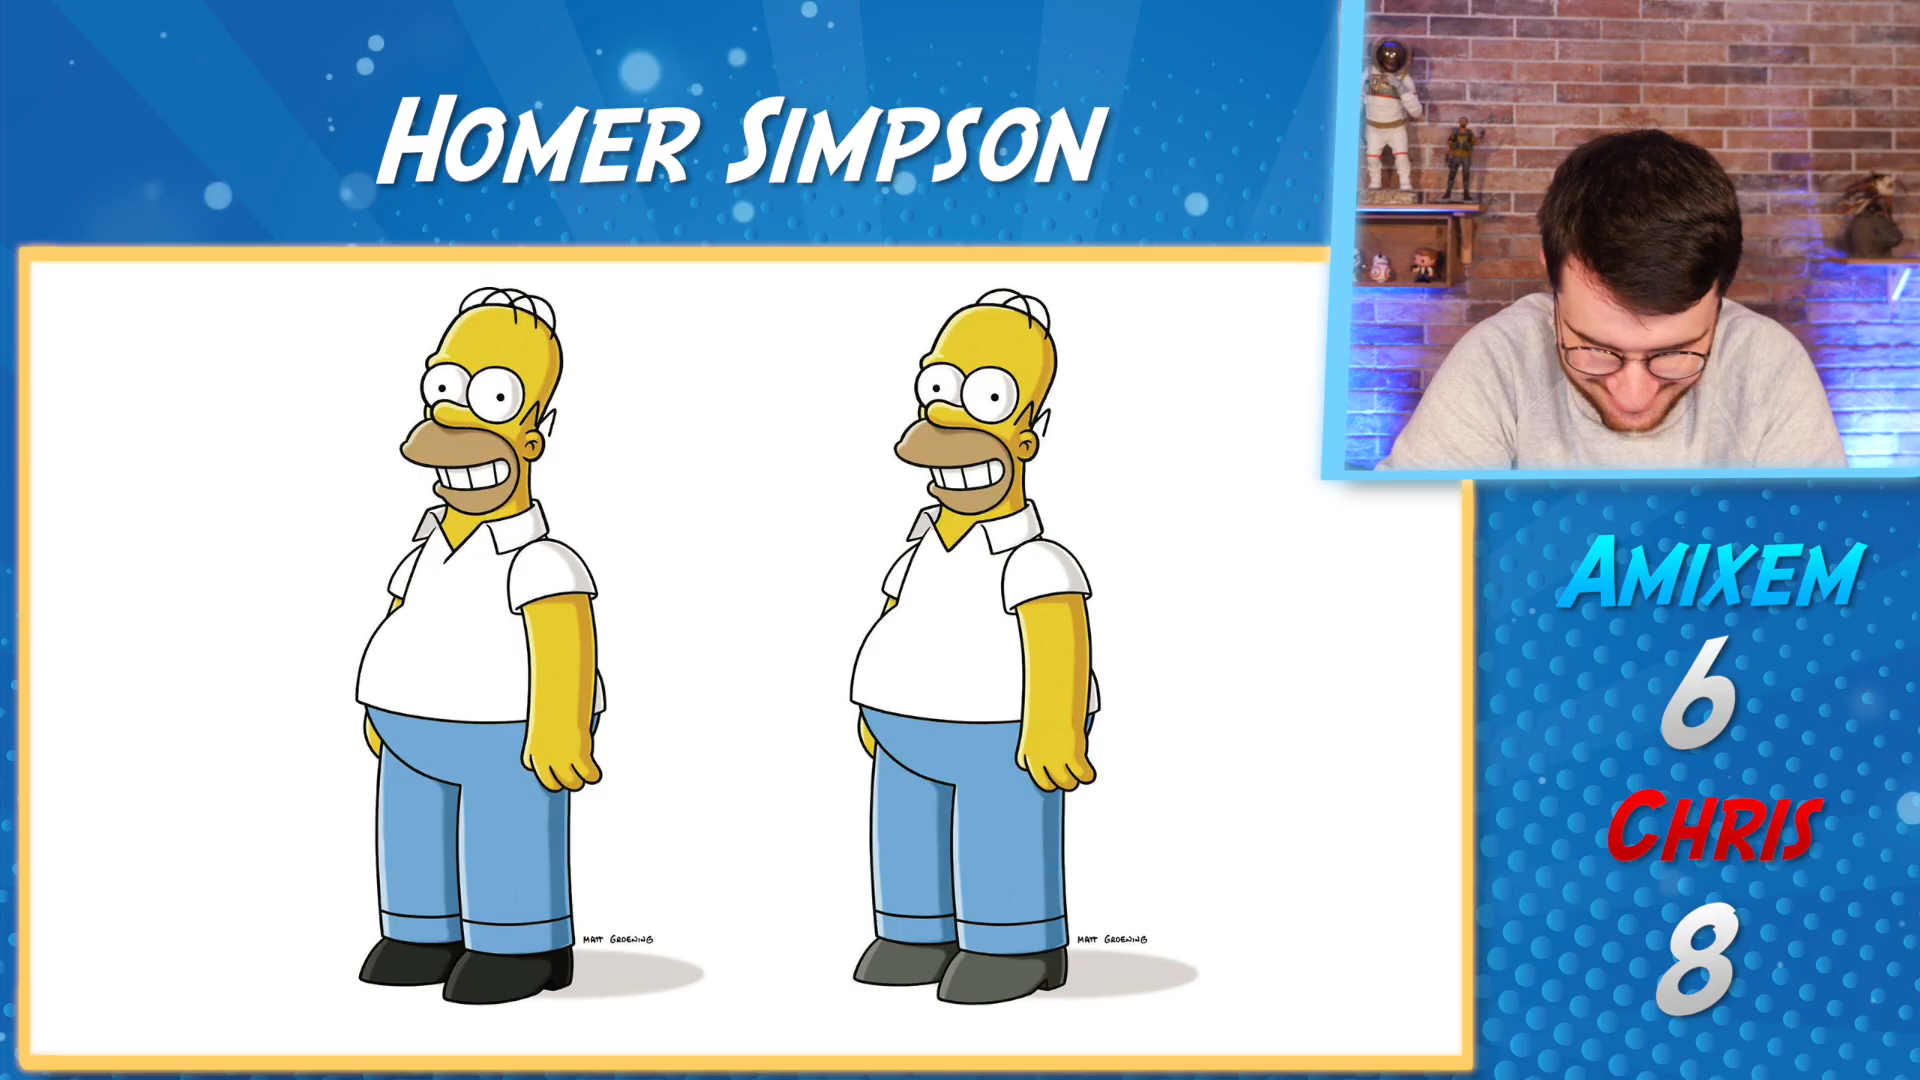 HOMER SIMPSON
AMIXEM
6
CHRIS
8
MATT GROENING
MATT GROENING